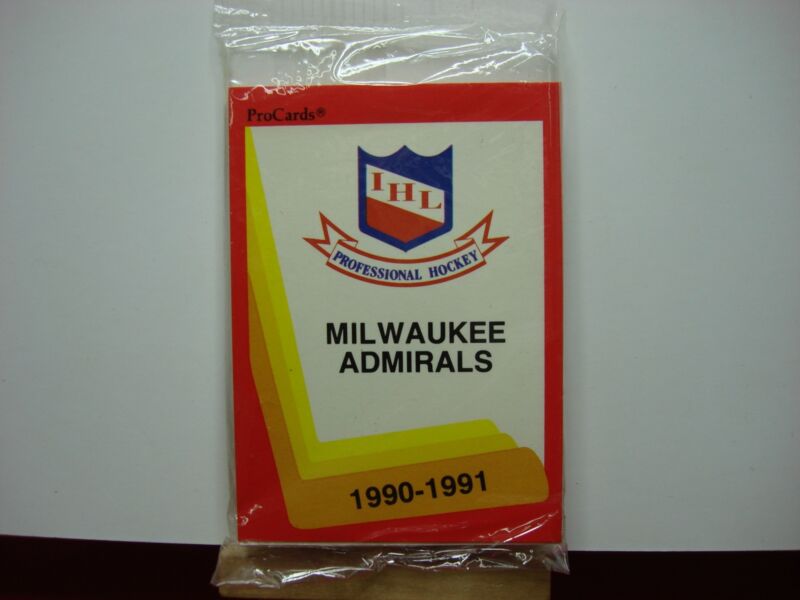 ProCards®
IHL
PROFESSIONAL HOCKEY
MILWAUKEE
ADMIRALS
1990-1991